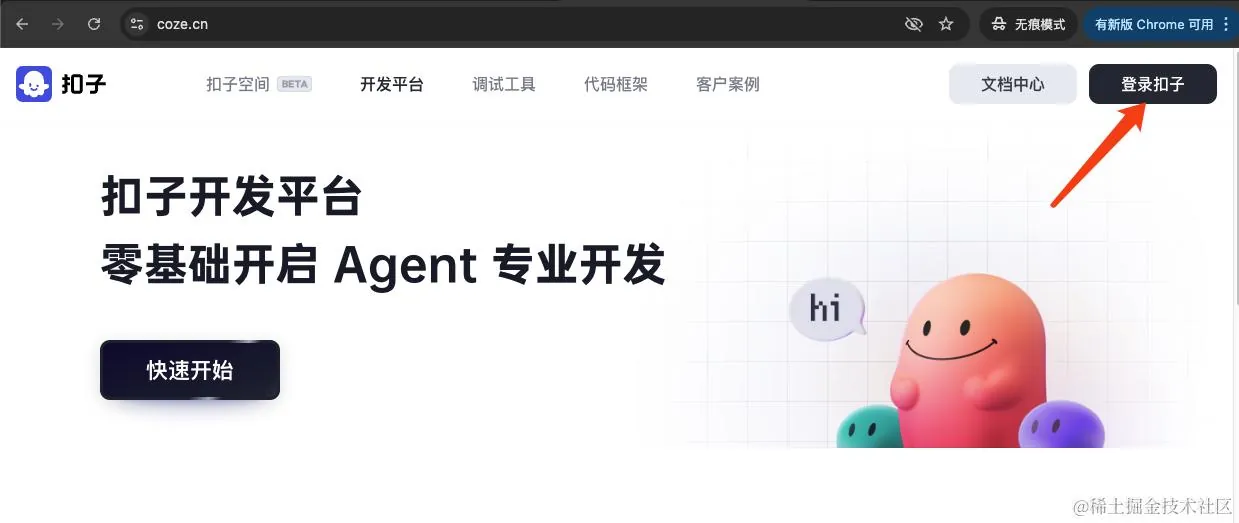 coze.cn
无痕模式
有新版 Chrome 可用
扣子
扣子空间 BETA
开发平台
调试工具
代码框架
客户案例
文档中心
登录扣子
扣子开发平台
零基础开启 Agent 专业开发
快速开始
hi
@稀土掘金技术社区